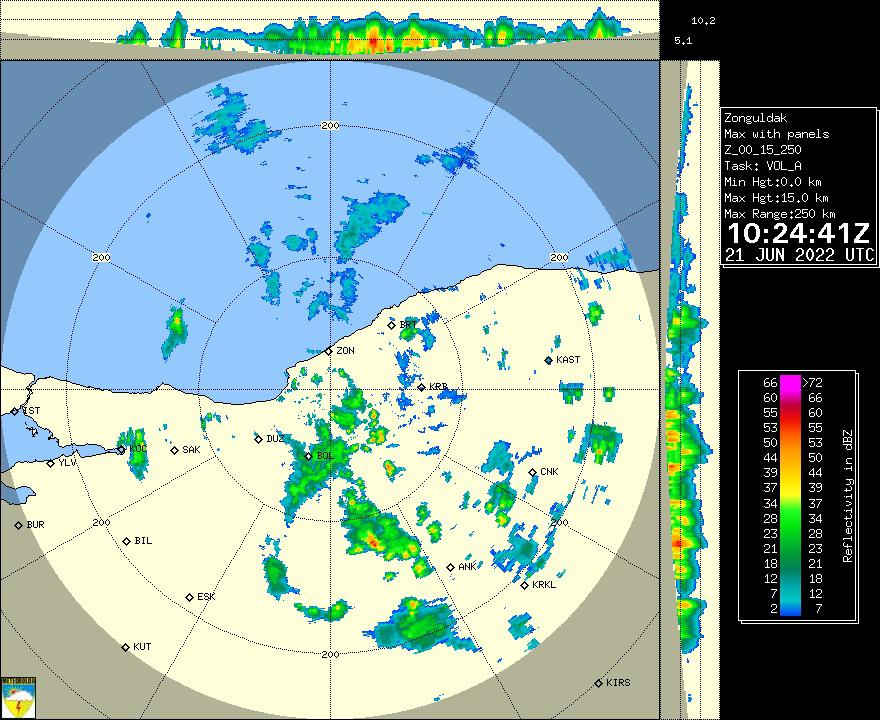 10.2
5.1
200
200
200
BRT
ZON
KAST
KRB
IST
DUZ
KOC
SAK
BOL
YLV
CNK
BUR
200
200
BIL
ANK
KRKL
ESK
KUT
200
KIRS
Zonguldak
Max with panels
Z_00_15_250
Task: VOL_A
Min Hgt:0.0 km
Max Hgt:15.0 km
Max Range:250 km
10:24:41Z
21 JUN 2022 UTC
66 >72
60 66
55 60
53 55
50 53
44 50
39 44
37 39
34 37
28 34
23 28
21 23
18 21
12 18
7 12
2 7
Reflectivity in dBZ